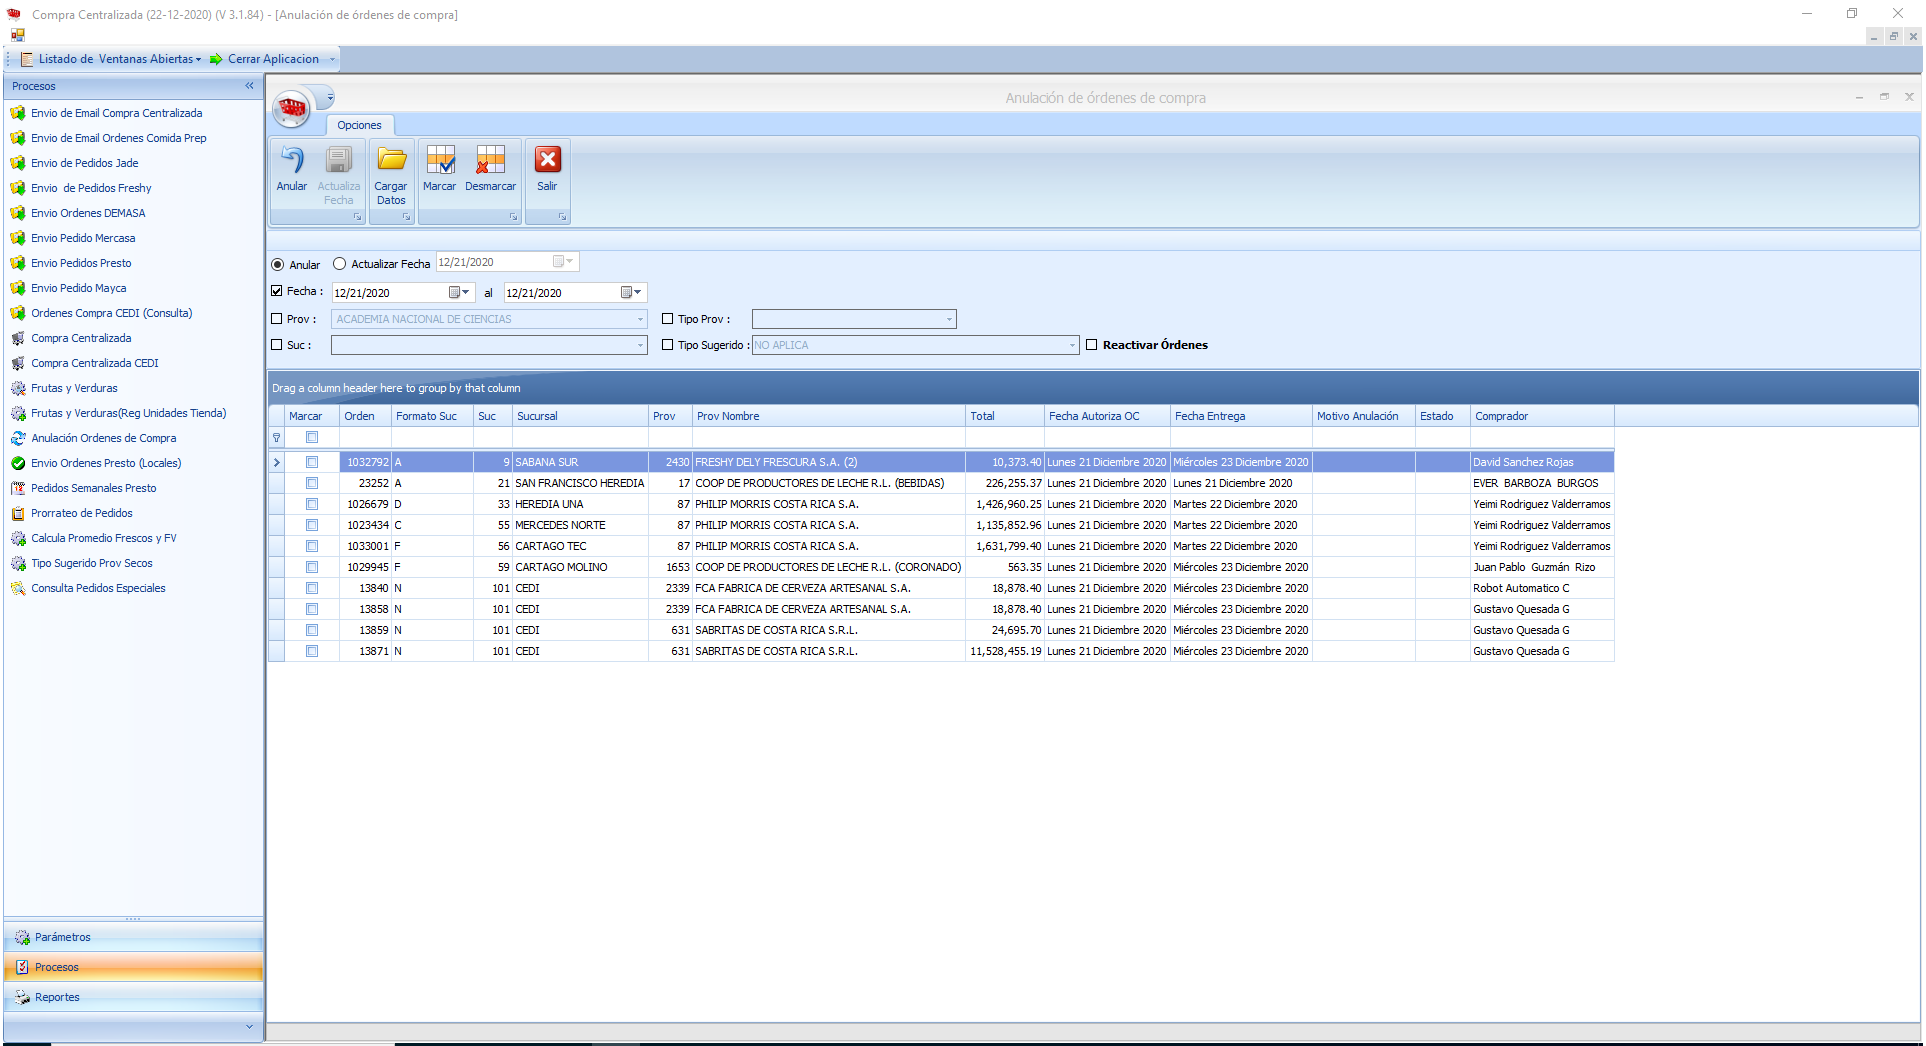 Compra Centralizada (22-12-2020) (V 3.1.84) - [Anulación de órdenes de compra]
Listado de Ventanas Abiertas Cerrar Aplicacion
Procesos
Envio de Email Compra Centralizada
Envio de Email Ordenes Comida Prep
Envio de Pedidos Jade
Envio de Pedidos Freshy
Envio Ordenes DEMASA
Envio Pedido Mercasa
Envio Pedidos Presto
Envio Pedido Mayca
Ordenes Compra CEDI (Consulta)
Compra Centralizada
Compra Centralizada CEDI
Frutas y Verduras
Frutas y Verduras(Reg Unidades Tienda)
Anulación Ordenes de Compra
Envio Ordenes Presto (Locales)
Pedidos Semanales Presto
Prorrateo de Pedidos
Calcula Promedio Frescos y FV
Tipo Sugerido Prov Secos
Consulta Pedidos Especiales
Parámetros
Procesos
Reportes
Anulación de órdenes de compra
Opciones
Anular
Actualiza Fecha
Cargar Datos
Marcar
Desmarcar
Salir
Anular Actualizar Fecha 12/21/2020
Fecha : 12/21/2020 al 12/21/2020
Prov : ACADEMIA NACIONAL DE CIENCIAS Tipo Prov :
Suc : Tipo Sugerido : NO APLICA Reactivar Órdenes
Drag a column header here to group by that column
Marcar Orden Formato Suc Suc Sucursal Prov Prov Nombre Total Fecha Autoriza OC Fecha Entrega Motivo Anulación Estado Comprador
1032792 A 9 SABANA SUR 2430 FRESHY DELY FRESCURA S.A. (2) 10,373.40 Lunes 21 Diciembre 2020 Miércoles 23 Diciembre 2020 David Sanchez Rojas
23252 A 21 SAN FRANCISCO HEREDIA 17 COOP DE PRODUCTORES DE LECHE R.L. (BEBIDAS) 226,255.37 Lunes 21 Diciembre 2020 Lunes 21 Diciembre 2020 EVER BARBOZA BURGOS
1026679 D 33 HEREDIA UNA 87 PHILIP MORRIS COSTA RICA S.A. 1,426,960.25 Lunes 21 Diciembre 2020 Martes 22 Diciembre 2020 Yeimi Rodriguez Valderramos
1023434 C 55 MERCEDES NORTE 87 PHILIP MORRIS COSTA RICA S.A. 1,135,852.96 Lunes 21 Diciembre 2020 Martes 22 Diciembre 2020 Yeimi Rodriguez Valderramos
1033001 F 56 CARTAGO TEC 87 PHILIP MORRIS COSTA RICA S.A. 1,631,799.40 Lunes 21 Diciembre 2020 Martes 22 Diciembre 2020 Yeimi Rodriguez Valderramos
1029945 F 59 CARTAGO MOLINO 1653 COOP DE PRODUCTORES DE LECHE R.L. (CORONADO) 563.35 Lunes 21 Diciembre 2020 Miércoles 23 Diciembre 2020 Juan Pablo Guzmán Rizo
13840 N 101 CEDI 2339 FCA FABRICA DE CERVEZA ARTESANAL S.A. 18,878.40 Lunes 21 Diciembre 2020 Miércoles 23 Diciembre 2020 Robot Automatico C
13858 N 101 CEDI 2339 FCA FABRICA DE CERVEZA ARTESANAL S.A. 18,878.40 Lunes 21 Diciembre 2020 Miércoles 23 Diciembre 2020 Gustavo Quesada G
13859 N 101 CEDI 631 SABRITAS DE COSTA RICA S.R.L. 24,695.70 Lunes 21 Diciembre 2020 Miércoles 23 Diciembre 2020 Gustavo Quesada G
13871 N 101 CEDI 631 SABRITAS DE COSTA RICA S.R.L. 11,528,455.19 Lunes 21 Diciembre 2020 Miércoles 23 Diciembre 2020 Gustavo Quesada G